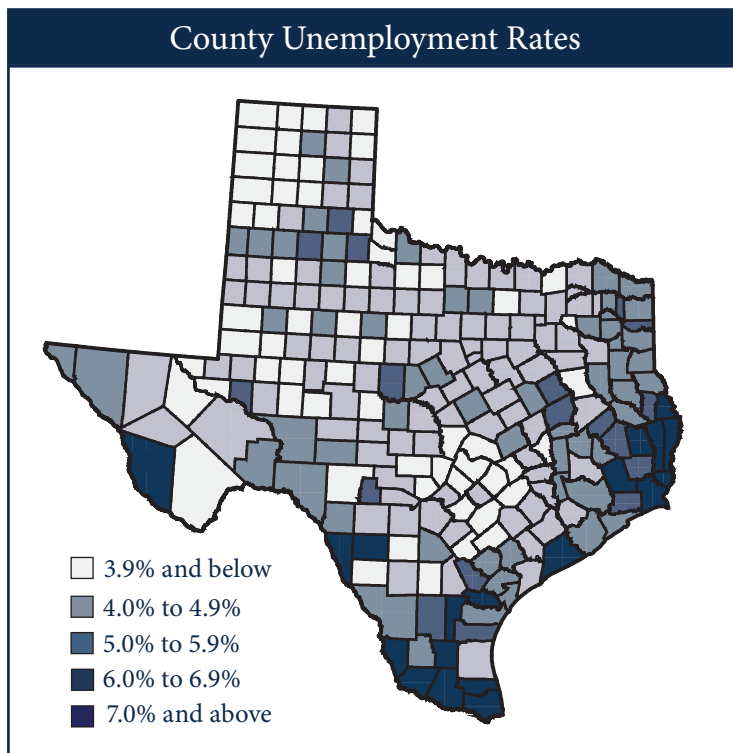 County Unemployment Rates
3.9% and below
4.0% to 4.9%
5.0% to 5.9%
6.0% to 6.9%
7.0% and above